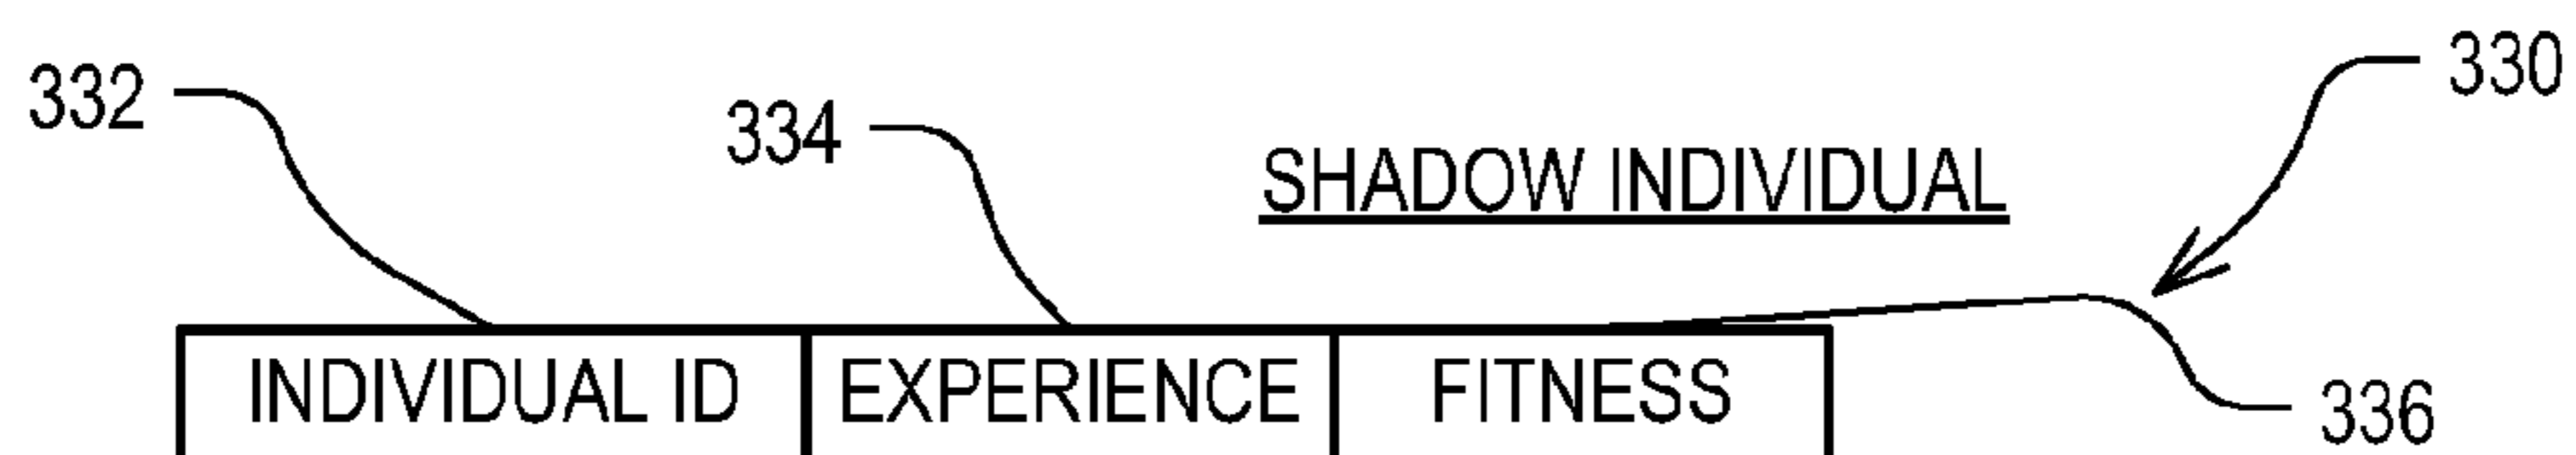 330
332
334
SHADOW INDIVIDUAL
INDIVIDUAL ID EXPERIENCE FITNESS
336